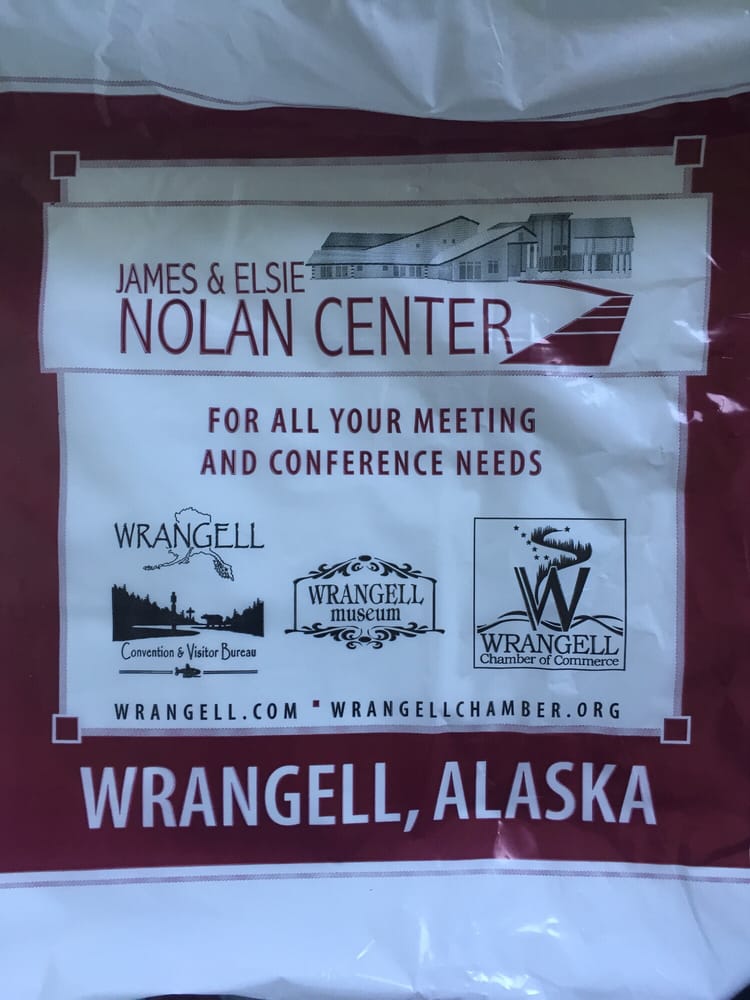 JAMES & ELSIE
NOLAN CENTER
FOR ALL YOUR MEETING
AND CONFERENCE NEEDS
WRANGELL
Convention & Visitor Bureau
WRANGELL
museum
W
WRANGELL
Chamber of Commerce
WRANGELL.COM ▪ WRANGELLCHAMBER.ORG
WRANGELL, ALASKA